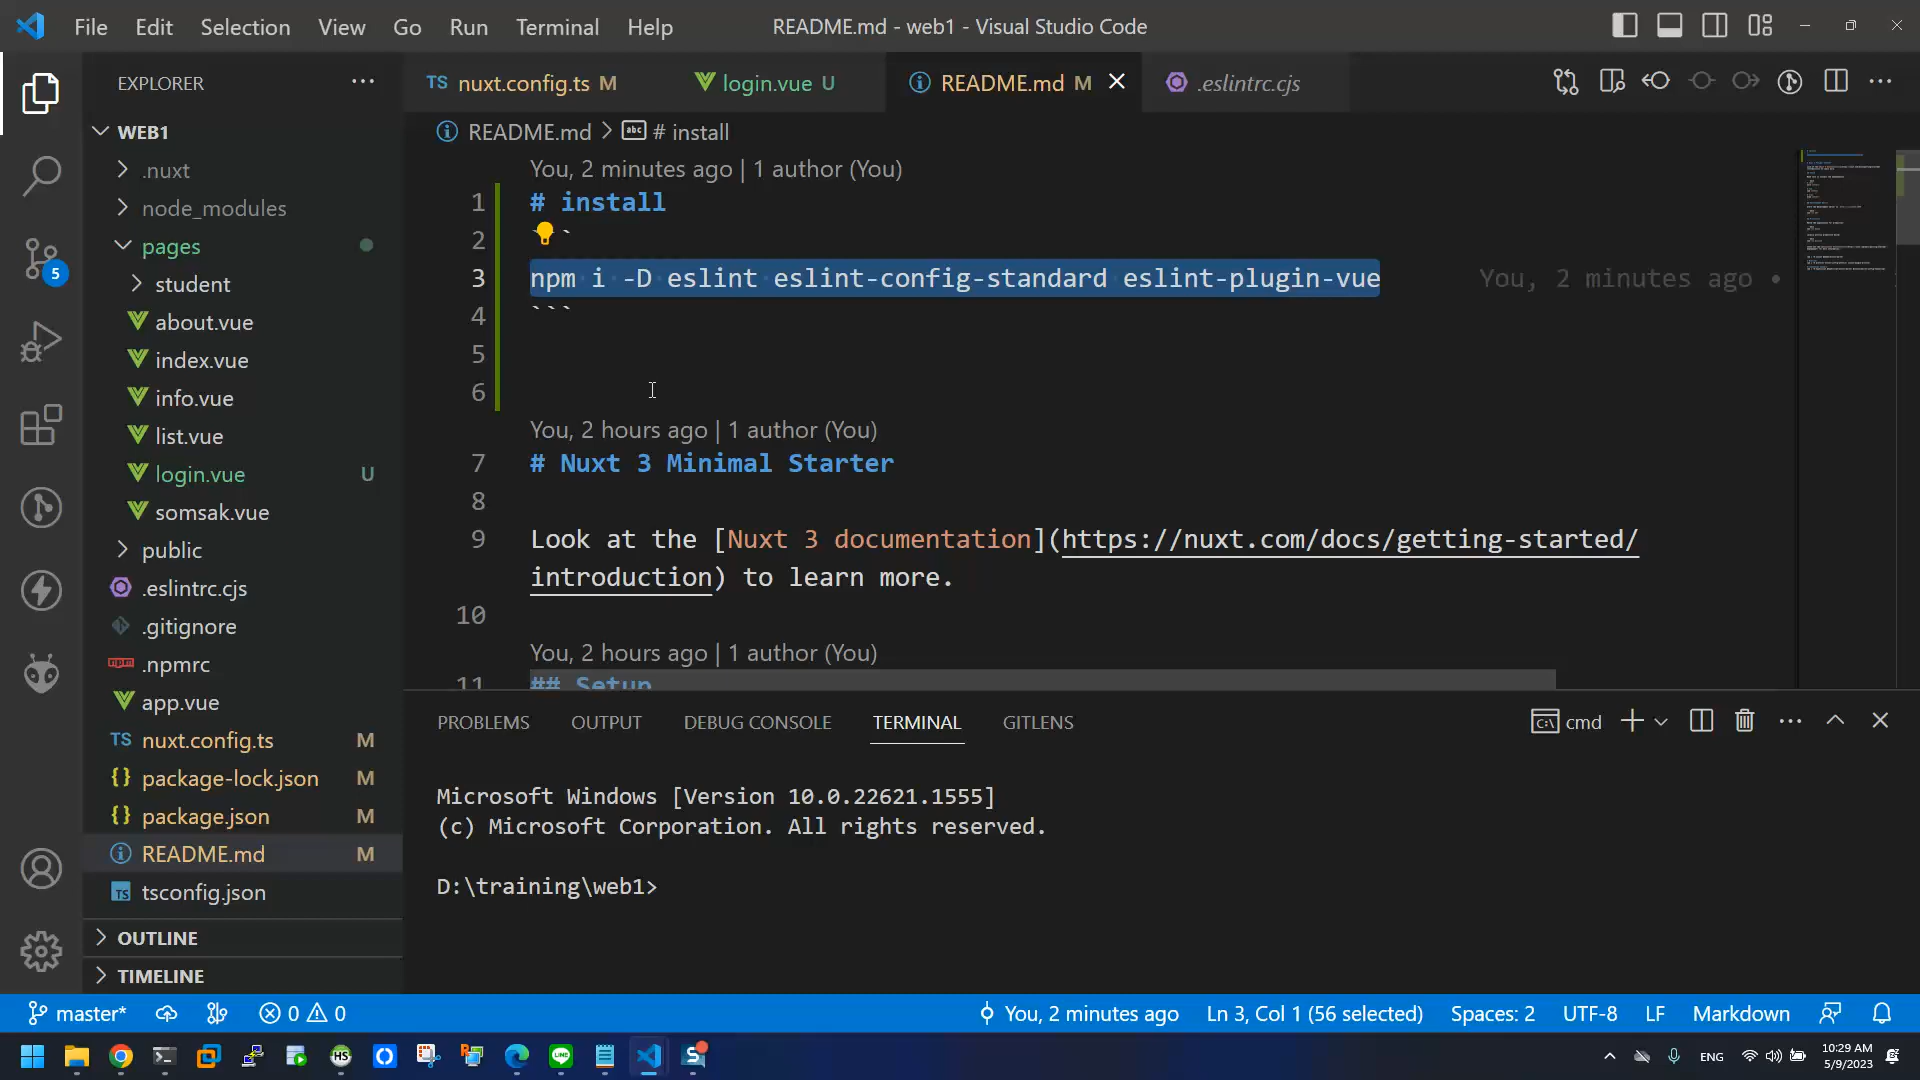 File Edit Selection View Go Run Terminal Help README.md - web1 - Visual Studio Code
EXPLORER
TS nuxt.config.ts M login.vue U README.md M .eslintrc.cjs
README.md # install
WEB1
.nuxt
node_modules
pages
student
about.vue
index.vue
info.vue
list.vue
login.vue U
somsak.vue
public
.eslintrc.cjs
.gitignore
.npmrc
app.vue
TS nuxt.config.ts M
{} package-lock.json M
{} package.json M
README.md M
tsconfig.json
OUTLINE
TIMELINE
5
You, 2 minutes ago | 1 author (You)
1 # install
2 ```
3 npm i -D eslint eslint-config-standard eslint-plugin-vue You, 2 minutes ago •
4 ```
5
6
You, 2 hours ago | 1 author (You)
7 # Nuxt 3 Minimal Starter
8
9 Look at the [Nuxt 3 documentation](https://nuxt.com/docs/getting-started/
introduction) to learn more.
10
You, 2 hours ago | 1 author (You)
11 ## Setup
PROBLEMS OUTPUT DEBUG CONSOLE TERMINAL GITLENS cmd
Microsoft Windows [Version 10.0.22621.1555]
(c) Microsoft Corporation. All rights reserved.
D:\training\web1>
master* 0 0 You, 2 minutes ago Ln 3, Col 1 (56 selected) Spaces: 2 UTF-8 LF Markdown
ENG 10:29 AM
5/9/2023